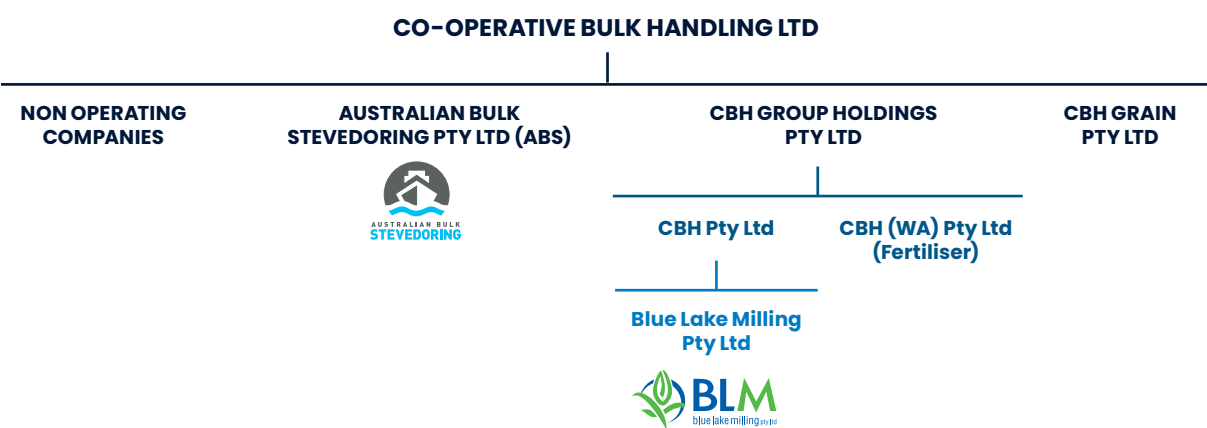 CO-OPERATIVE BULK HANDLING LTD
NON OPERATING
COMPANIES
AUSTRALIAN BULK
STEVEDORING PTY LTD (ABS)
AUSTRALIAN BULK
STEVEDORING
CBH GROUP HOLDINGS
PTY LTD
CBH GRAIN
PTY LTD
CBH Pty Ltd
CBH (WA) Pty Ltd
(Fertiliser)
Blue Lake Milling
Pty Ltd
BLM
blue lake milling pty ltd